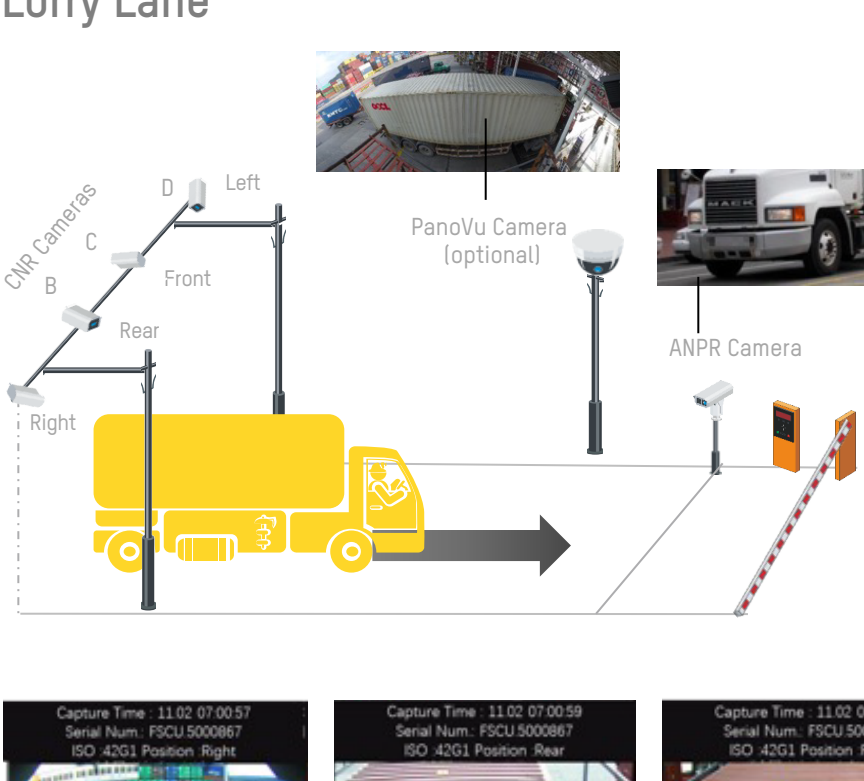 Lorry Lane
CNR Cameras
D
Left
C
Front
B
Rear
Right
PanoVu Camera
(optional)
MACK
ANPR Camera
Capture Time : 11.02 07:00:57
Serial Num.: FSCU.5000867
ISO :42G1 Position :Right
Capture Time : 11.02 07:00:59
Serial Num.: FSCU.5000867
ISO :42G1 Position :Rear
Capture Time : 11.02
Serial Num.: FSCU
ISO :42G1 Position